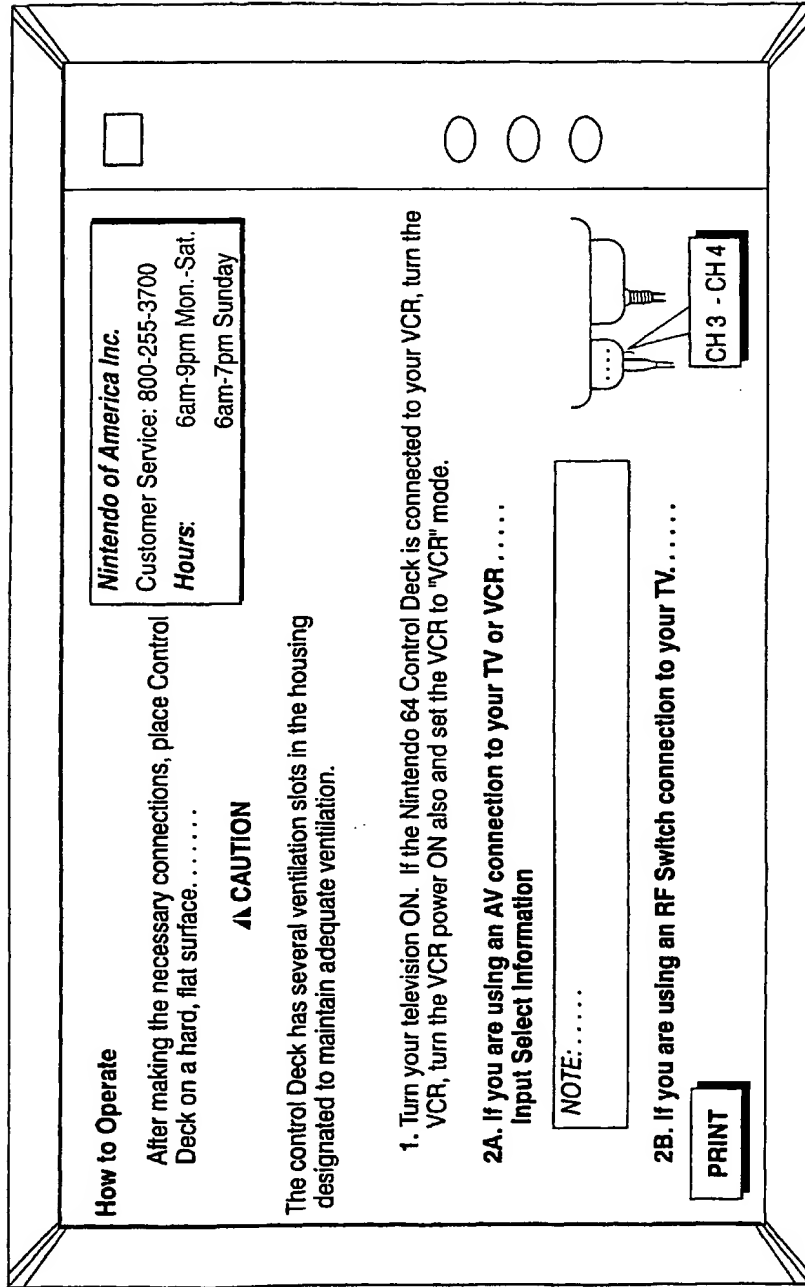 How to Operate
After making the necessary connections, place Control
Deck on a hard, flat surface.......
Nintendo of America Inc.
Customer Service: 800-255-3700
Hours: 6am-9pm Mon.-Sat.
6am-7pm Sunday
CAUTION
The control Deck has several ventilation slots in the housing
designated to maintain adequate ventilation.
1. Turn your television ON. If the Nintendo 64 Control Deck is connected to your VCR, turn the
VCR, turn the VCR power ON also and set the VCR to "VCR" mode.
2A. If you are using an AV connection to your TV or VCR.....
Input Select Information
NOTE:.....
2B. If you are using an RF Switch connection to your TV......
CH 3 - CH 4
PRINT